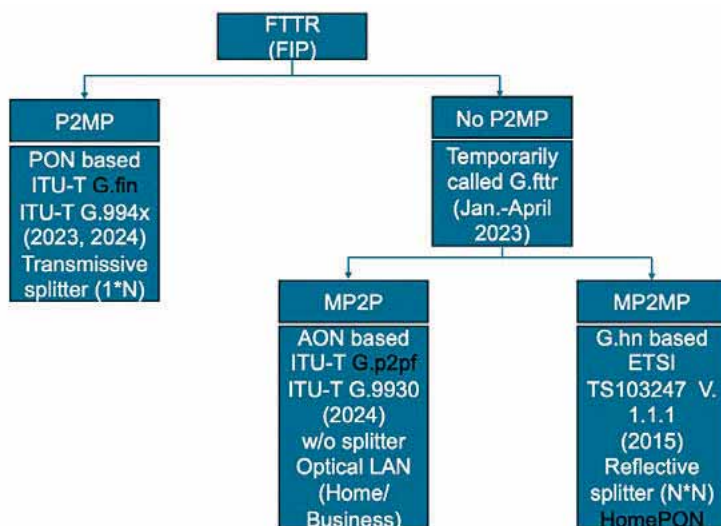 FTTR
(FIP)
P2MP
PON based
ITU-T G.fin
ITU-T G.994x
(2023, 2024)
Transmissive
splitter (1*N)
No P2MP
Temporarily
called G.fttr
(Jan.-April
2023)
MP2P
AON based
ITU-T G.p2pf
ITU-T G.9930
(2024)
w/o splitter
Optical LAN
(Home/
Business)
MP2MP
G.hn based
ETSI
TS103247 V.
1.1.1
(2015)
Reflective
splitter (N*N)
HomePON